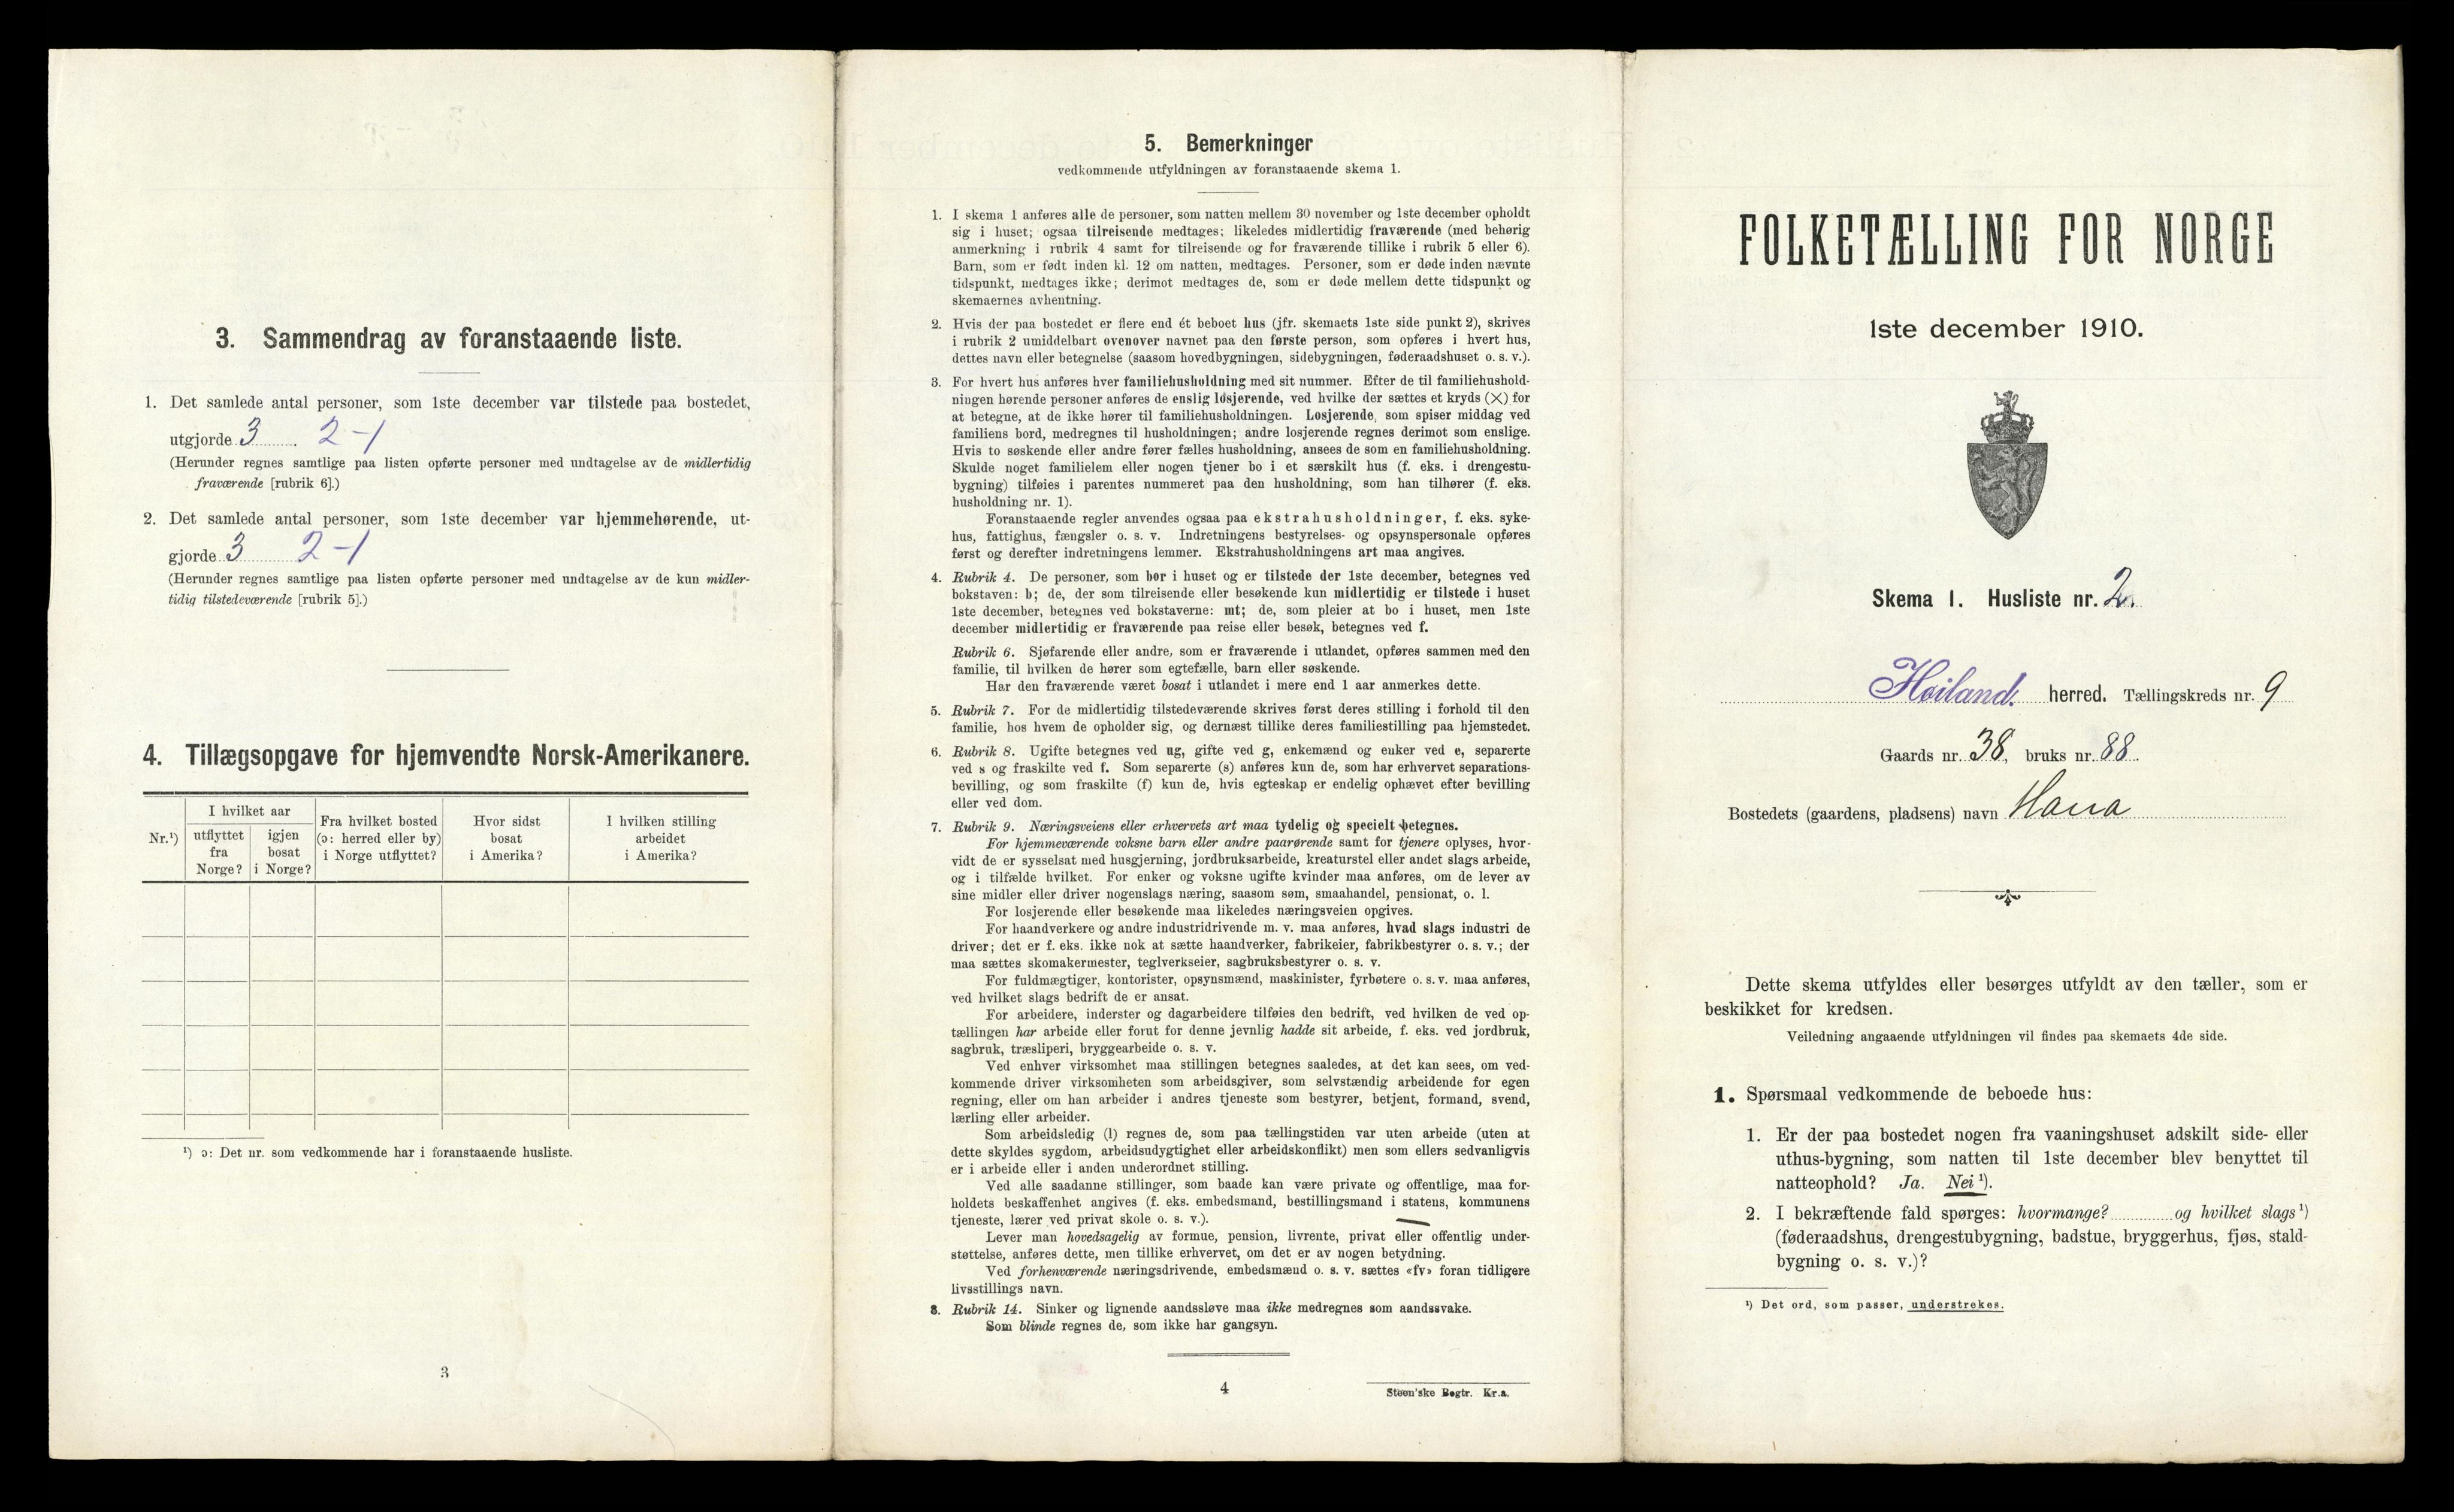 3. Sammendrag av foranstaaende liste.
1. Det samlede antal personer, som 1ste december var tilstede paa bostedet,
utgjorde 3 . 2-1
(Herunder regnes samtlige paa listen opførte personer med undtagelse av de midlertidig
fraværende [rubrik 6].)
2. Det samlede antal personer, som 1ste december var hjemmehørende, ut-
gjorde 3 2-1
(Herunder regnes samtlige paa listen opførte personer med undtagelse av de kun midler-
tidig tilstedeværende [rubrik 5].)
4. Tillægsopgave for hjemvendte Norsk-Amerikanere.
Nr.¹)
I hvilket aar
utflyttet
fra
Norge?
igjen
bosat
i Norge?
Fra hvilket bosted
(ɔ: herred eller by)
i Norge utflyttet?
Hvor sidst
bosat
i Amerika?
I hvilken stilling
arbeidet
i Amerika?
¹) ɔ: Det nr. som vedkommende har i foranstaaende husliste.
3
5. Bemerkninger
vedkommende utfyldningen av foranstaaende skema 1.
1. I skema 1 anføres alle de personer, som natten mellem 30 november og 1ste december opholdt
sig i huset; ogsaa tilreisende medtages; likeledes midlertidig fraværende (med behørig
anmerkning i rubrik 4 samt for tilreisende og for fraværende tillike i rubrik 5 eller 6).
Barn, som er født inden kl. 12 om natten, medtages. Personer, som er døde inden nævnte
tidspunkt, medtages ikke; derimot medtages de, som er døde mellem dette tidspunkt og
skemaernes avhentning.
2. Hvis der paa bostedet er flere end ét beboet hus (jfr. skemaets 1ste side punkt 2), skrives
i rubrik 2 umiddelbart ovenover navnet paa den første person, som opføres i hvert hus,
dettes navn eller betegnelse (saasom hovedbygningen, sidebygningen, føderaadshuset o. s. v.).
3. For hvert hus anføres hver familiehusholdning med sit nummer. Efter de til familiehushold-
ningen hørende personer anføres de enslig løsjerende, ved hvilke der sættes et kryds (×) for
at betegne, at de ikke hører til familiehusholdningen. Losjerende, som spiser middag ved
familiens bord, medregnes til husholdningen; andre losjerende regnes derimot som enslige.
Hvis to søskende eller andre fører fælles husholdning, ansees de som en familiehusholdning.
Skulde noget familielem eller nogen tjener bo i et særskilt hus (f. eks. i drengestu-
bygning) tilføies i parentes nummeret paa den husholdning, som han tilhører (f. eks.
husholdning nr. 1).
Foranstaaende regler anvendes ogsaa paa ekstrahusholdninger, f. eks. syke-
hus, fattighus, fængsler o. s. v. Indretningens bestyrelses- og opsynspersonale opføres
først og derefter indretningens lemmer. Ekstrahusholdningens art maa angives.
4. Rubrik 4. De personer, som bor i huset og er tilstede der 1ste december, betegnes ved
bokstaven: b; de, der som tilreisende eller besøkende kun midlertidig er tilstede i huset
1ste december, betegnes ved bokstaverne: mt; de, som pleier at bo i huset, men 1ste
december midlertidig er fraværende paa reise eller besøk, betegnes ved f.
Rubrik 6. Sjøfarende eller andre, som er fraværende i utlandet, opføres sammen med den
familie, til hvilken de hører som egtefælle, barn eller søskende.
Har den fraværende været bosat i utlandet i mere end 1 aar anmerkes dette.
5. Rubrik 7. For de midlertidig tilstedeværende skrives først deres stilling i forhold til den
familie, hos hvem de opholder sig, og dernæst tillike deres familiestilling paa hjemstedet.
6. Rubrik 8. Ugifte betegnes ved ug, gifte ved g, enkemænd og enker ved e, separerte
ved s og fraskilte ved f. Som separerte (s) anføres kun de, som har erhvervet separations-
bevilling, og som fraskilte (f) kun de, hvis egteskap er endelig ophævet efter bevilling
eller ved dom.
7. Rubrik 9. Næringsveiens eller erhvervets art maa tydelig og specielt betegnes.
For hjemmeværende voksne barn eller andre paarørende samt for tjenere oplyses, hvor-
vidt de er sysselsat med husgjerning, jordbruksarbeide, kreaturstel eller andet slags arbeide,
og i tilfælde hvilket. For enker og voksne ugifte kvinder maa anføres, om de lever av
sine midler eller driver nogenslags næring, saasom søm, smaahandel, pensionat, o. l.
For losjerende eller besøkende maa likeledes næringsveien opgives.
For haandverkere og andre industridrivende m. v. maa anføres, hvad slags industri de
driver; det er f. eks. ikke nok at sætte haandverker, fabrikeier, fabrikbestyrer o. s. v.; der
maa sættes skomakermester, teglverkseier, sagbruksbestyrer o. s. v.
For fuldmægtiger, kontorister, opsynsmænd, maskinister, fyrbøtere o. s. v. maa anføres,
ved hvilket slags bedrift de er ansat.
For arbeidere, inderster og dagarbeidere tilføies den bedrift, ved hvilken de ved op-
tællingen har arbeide eller forut for denne jevnlig hadde sit arbeide, f. eks. ved jordbruk,
sagbruk, træsliperi, bryggearbeide o. s. v.
Ved enhver virksomhet maa stillingen betegnes saaledes, at det kan sees, om ved-
kommende driver virksomheten som arbeidsgiver, som selvstændig arbeidende for egen
regning, eller om han arbeider i andres tjeneste som bestyrer, betjent, formand, svend,
lærling eller arbeider.
Som arbeidsledig (l) regnes de, som paa tællingstiden var uten arbeide (uten at
dette skyldes sygdom, arbeidsudygtighet eller arbeidskonflikt) men som ellers sedvanligvis
er i arbeide eller i anden underordnet stilling.
Ved alle saadanne stillinger, som baade kan være private og offentlige, maa for-
holdets beskaffenhet angives (f. eks. embedsmand, bestillingsmand i statens, kommunens
tjeneste, lærer ved privat skole o. s. v.).
Lever man hovedsagelig av formue, pension, livrente, privat eller offentlig under-
støttelse, anføres dette, men tillike erhvervet, om det er av nogen betydning.
Ved forhenværende næringsdrivende, embedsmænd o. s. v. sættes «fv» foran tidligere
livsstillings navn.
8. Rubrik 14. Sinker og lignende aandssløve maa ikke medregnes som aandssvake.
Som blinde regnes de, som ikke har gangsyn.
4
Steen'ske Bogtr. Kr.a.
FOLKETÆLLING FOR NORGE
1ste december 1910.
Skema 1. Husliste nr. 2.
Høiland. herred. Tællingskreds nr. 9
Gaards nr. 38, bruks nr. 88.
Bostedets (gaardens, pladsens) navn Hana
Dette skema utfyldes eller besørges utfyldt av den tæller, som er
beskikket for kredsen.
Veiledning angaaende utfyldningen vil findes paa skemaets 4de side.
1. Spørsmaal vedkommende de beboede hus:
1. Er der paa bostedet nogen fra vaaningshuset adskilt side- eller
uthus-bygning, som natten til 1ste december blev benyttet til
natteophold? Ja. Nei ¹).
2. I bekræftende fald spørges: hvormange? og hvilket slags ¹)
(føderaadshus, drengestubygning, badstue, bryggerhus, fjøs, stald-
bygning o. s. v.)?
¹) Det ord, som passer, understrekes.